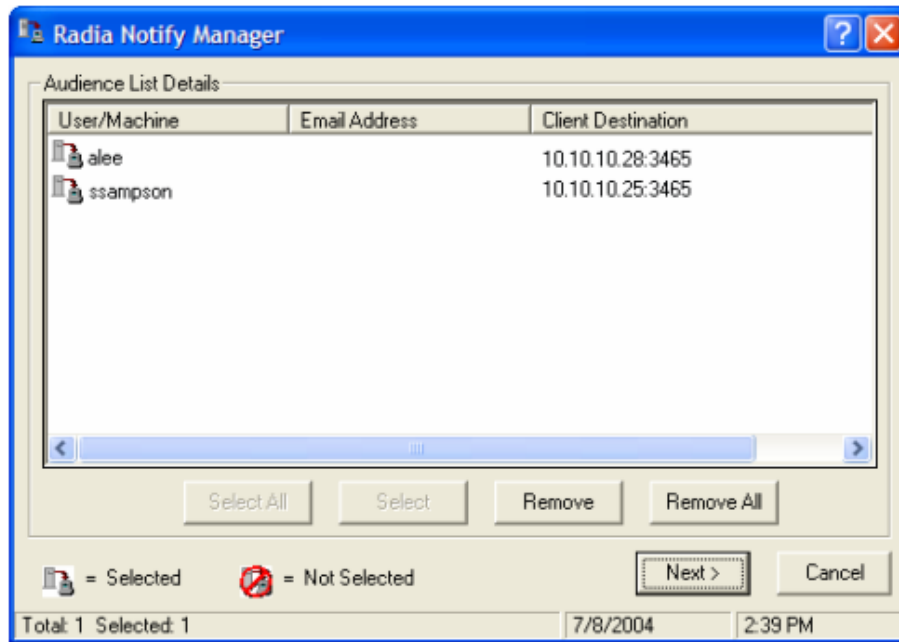 Radia Notify Manager
Audience List Details
User/Machine Email Address Client Destination
alee 10.10.10.28:3465
ssampson 10.10.10.25:3465
Select All Select Remove Remove All
= Selected = Not Selected Next > Cancel
Total: 1 Selected: 1 7/8/2004 2:39 PM